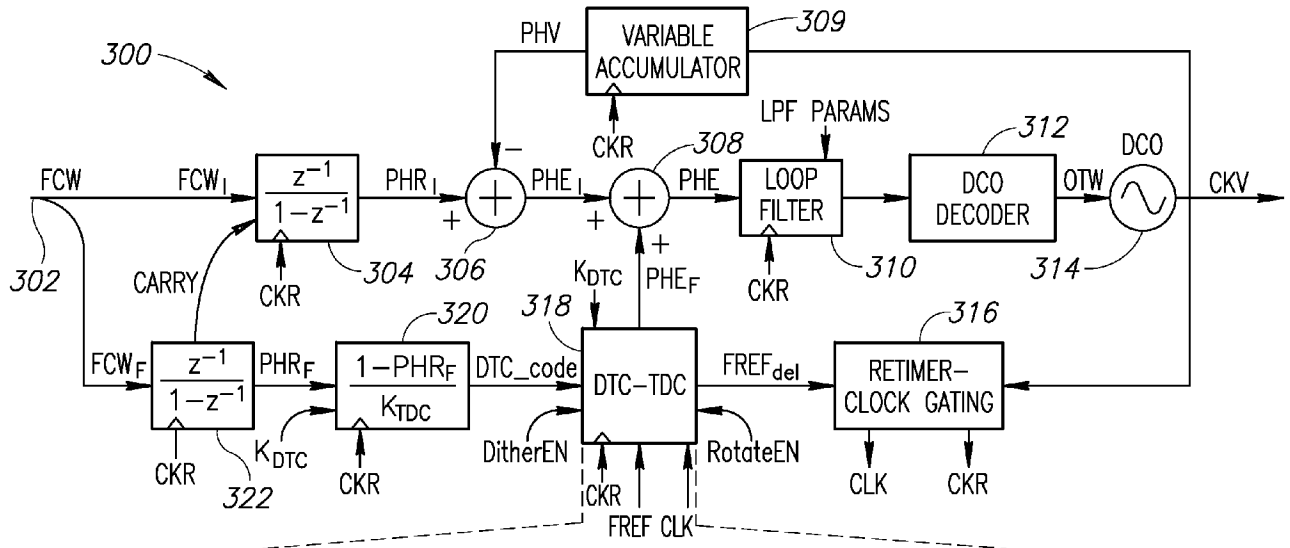 300
PHV
VARIABLE
ACCUMULATOR
309
CKR
LPF PARAMS
FCW
302
FCW_I
z^-1
1-z^-1
304
CKR
PHR_I
+
−
+
306
PHE_I
+
308
+
+
PHE
LOOP
FILTER
310
CKR
312
DCO
DECODER
OTW
DCO
314
CKV
CARRY
FCW_F
z^-1
1-z^-1
322
CKR
PHR_F
K_DTC
320
1-PHR_F
K_TDC
CKR
DTC_code
318
K_DTC
PHE_F
DTC-TDC
DitherEN
RotateEN
CKR
FREF CLK
FREF_del
316
RETIMER-
CLOCK GATING
CLK
CKR